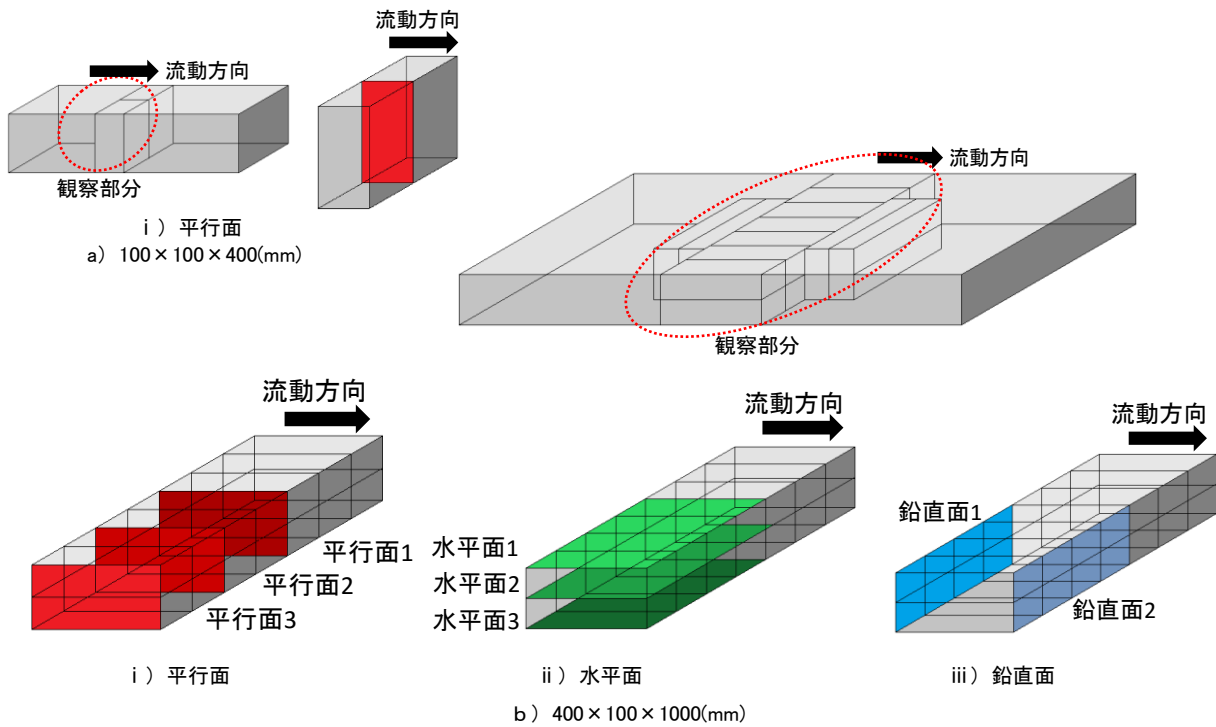 流動方向
観察部分
流動方向
ⅰ）平行面
a）100×100×400(mm)
流動方向
観察部分
流動方向
平行面1
平行面2
平行面3
ⅰ）平行面
流動方向
水平面1
水平面2
水平面3
ⅱ）水平面
流動方向
鉛直面1
鉛直面2
ⅲ）鉛直面
b）400×100×1000(mm)